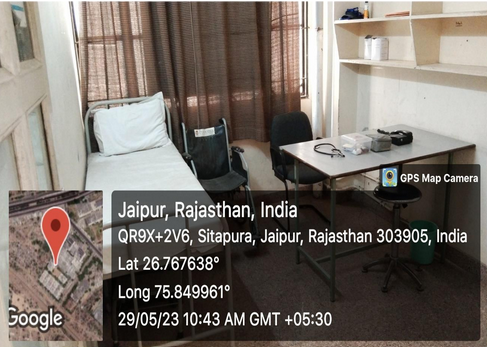 GPS Map Camera
Jaipur, Rajasthan, India
QR9X+2V6, Sitapura, Jaipur, Rajasthan 303905, India
Lat 26.767638°
Long 75.849961°
29/05/23 10:43 AM GMT +05:30
Google